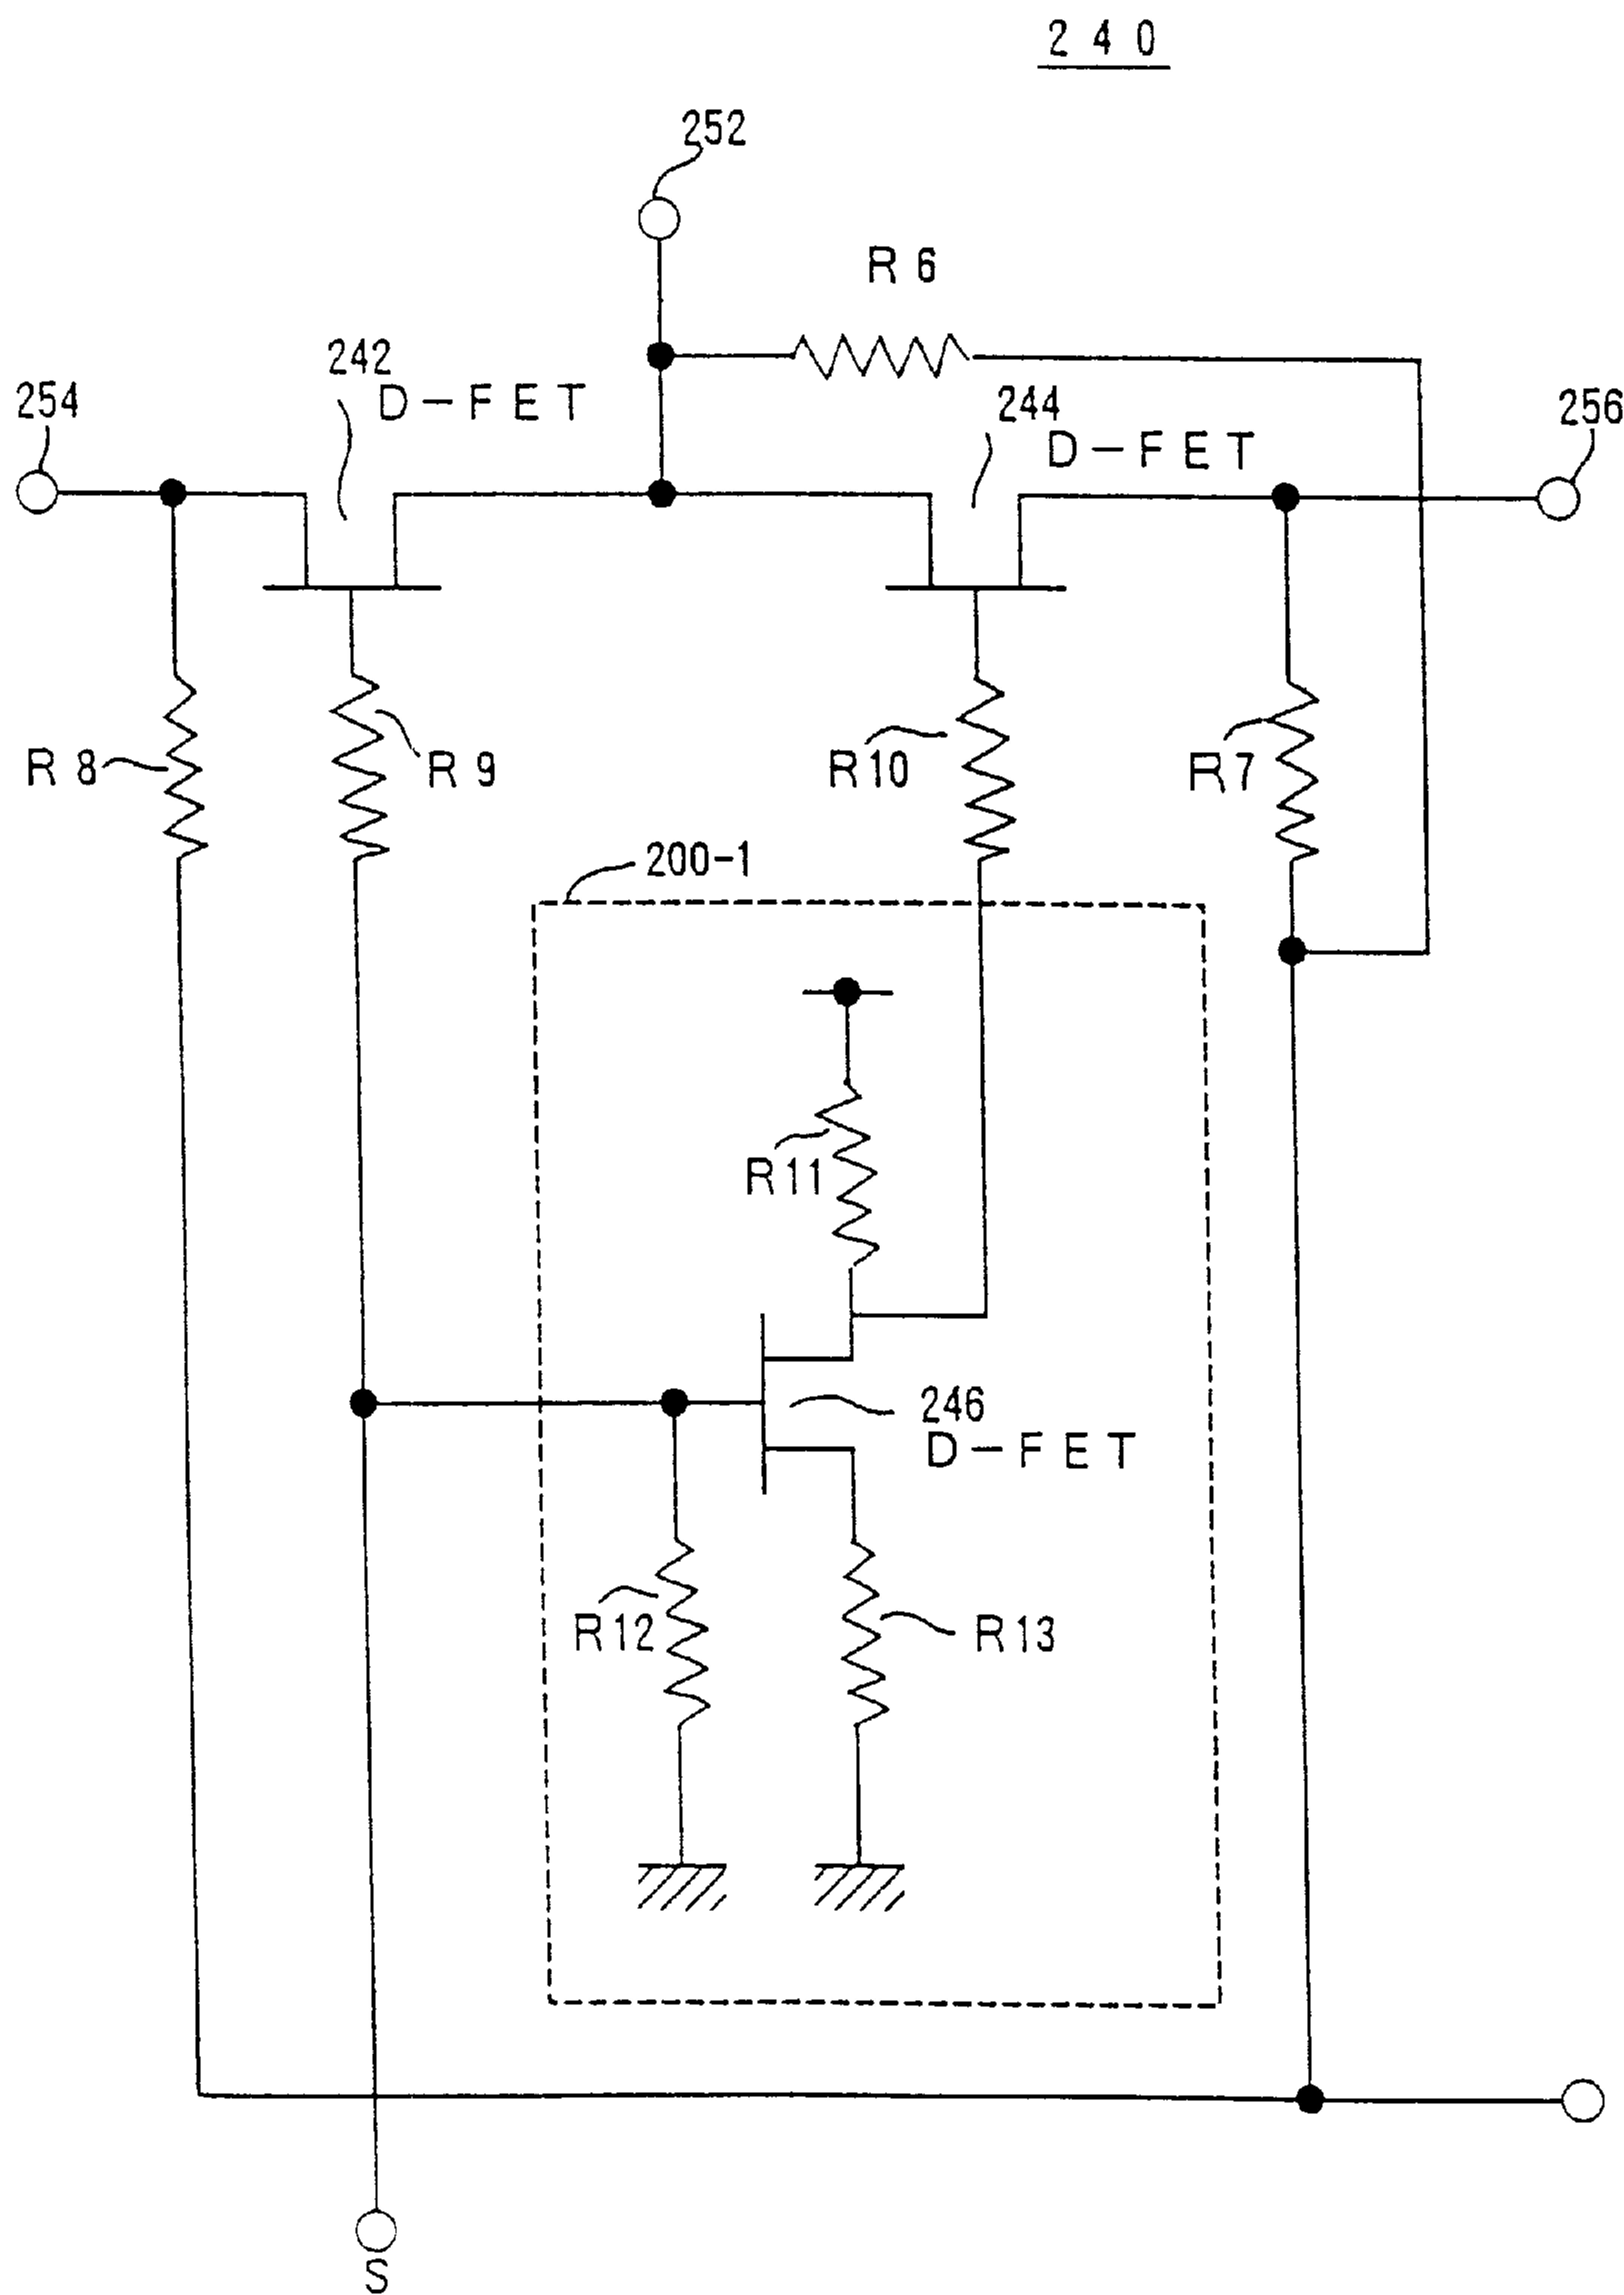 240
252
R6
242
D-FET
254
244
D-FET
256
R8
R9
R10
R7
200-1
R11
246
D-FET
R12
R13
S